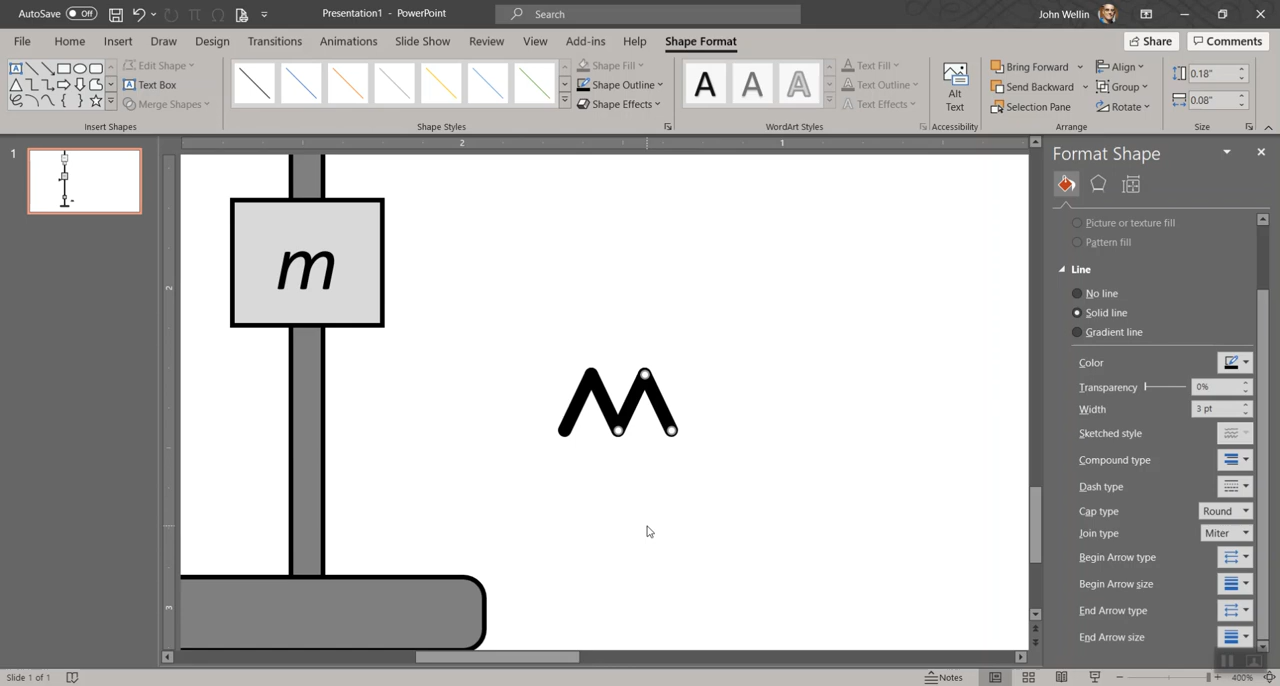 AutoSave Off Presentation1 - PowerPoint Search John Wellin
File Home Insert Draw Design Transitions Animations Slide Show Review View Add-ins Help Shape Format Share Comments
Edit Shape
Text Box
Merge Shapes
Insert Shapes
Shape Fill
Shape Outline
Shape Effects
Shape Styles
A A A
Text Fill
Text Outline
Text Effects
WordArt Styles
Alt
Text
Accessibility
Bring Forward
Send Backward
Selection Pane
Align
Group
Rotate
Arrange
0.18"
0.08"
Size
1
2 1
2
3
m
Format Shape
Picture or texture fill
Pattern fill
Line
No line
Solid line
Gradient line
Color
Transparency 0%
Width 3 pt
Sketched style
Compound type
Dash type
Cap type Round
Join type Miter
Begin Arrow type
Begin Arrow size
End Arrow type
End Arrow size
Slide 1 of 1 Notes 400%